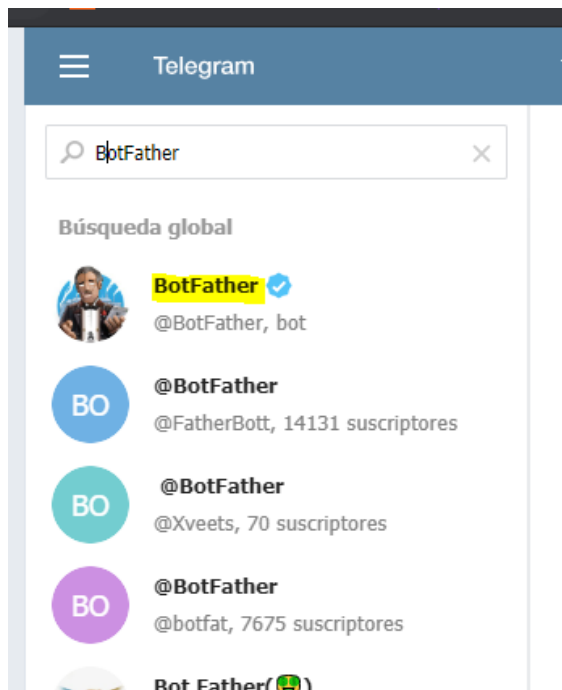 Telegram
BotFather
Búsqueda global
BotFather
@BotFather, bot
BO
@BotFather
@FatherBott, 14131 suscriptores
BO
@BotFather
@Xveets, 70 suscriptores
BO
@BotFather
@botfat, 7675 suscriptores
Bot Father(🤑)